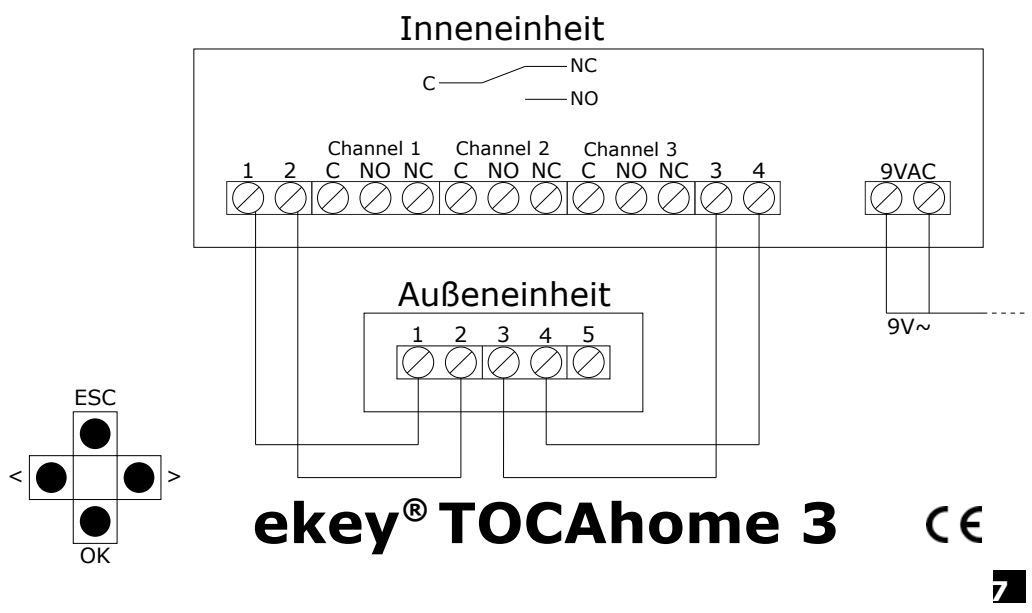 Inneneinheit
NC
C
NO
Channel 1 Channel 2 Channel 3
1 2 C NO NC C NO NC C NO NC 3 4 9VAC
Außeneinheit
9V~
1 2 3 4 5
ESC
< >
OK
ekey® TOCAhome 3 CE
7